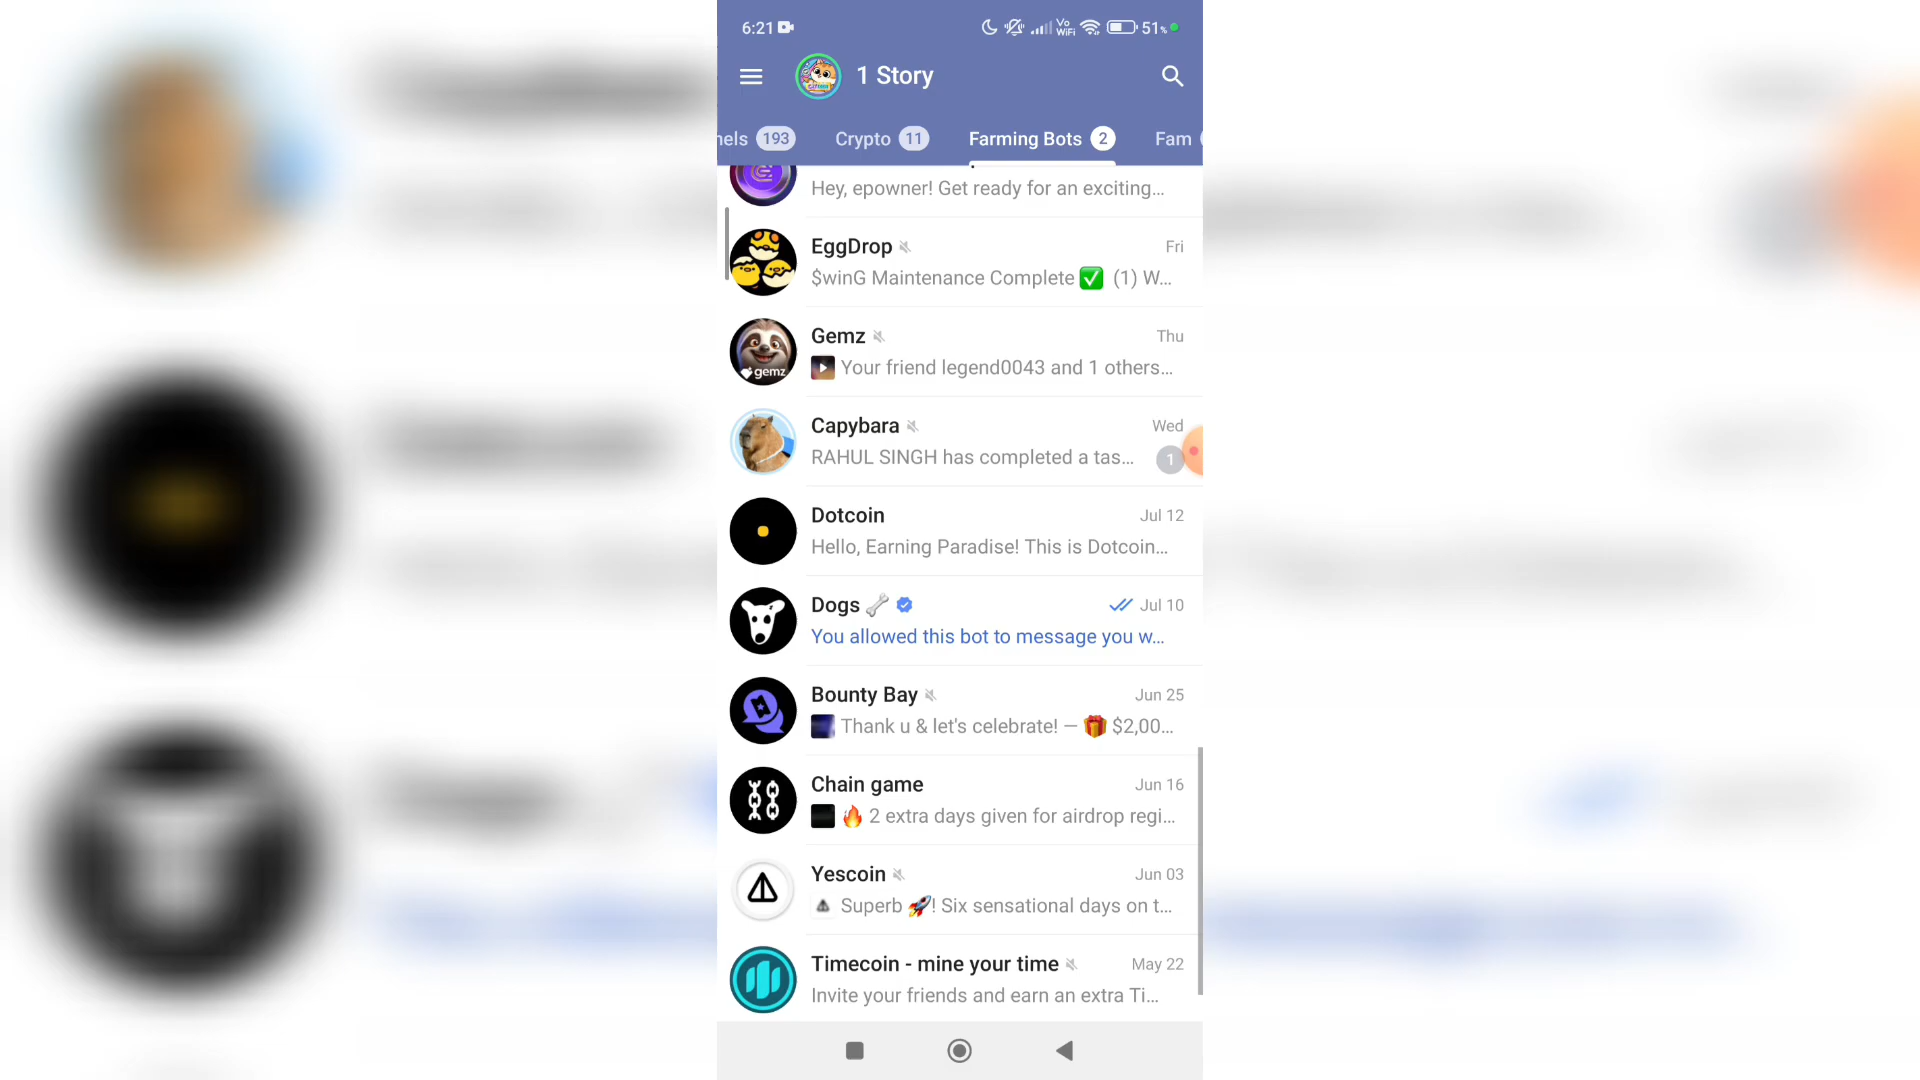 6:21
Vo WiFi
51%
1 Story
nels 193
Crypto 11
Farming Bots 2
Fam
Hey, epowner! Get ready for an exciting...
EggDrop
Fri
$winG Maintenance Complete ✅ (1) W...
Gemz
Thu
gemz
Your friend legend0043 and 1 others...
Capybara
Wed
RAHUL SINGH has completed a tas...
1
Dotcoin
Jul 12
Hello, Earning Paradise! This is Dotcoin...
Dogs 🦴
Jul 10
You allowed this bot to message you w...
Bounty Bay
Jun 25
Thank u & let's celebrate! — 🎁 $2,00...
Chain game
Jun 16
🔥 2 extra days given for airdrop regi...
Yescoin
Jun 03
Superb 🚀! Six sensational days on t...
Timecoin - mine your time
May 22
Invite your friends and earn an extra Ti...